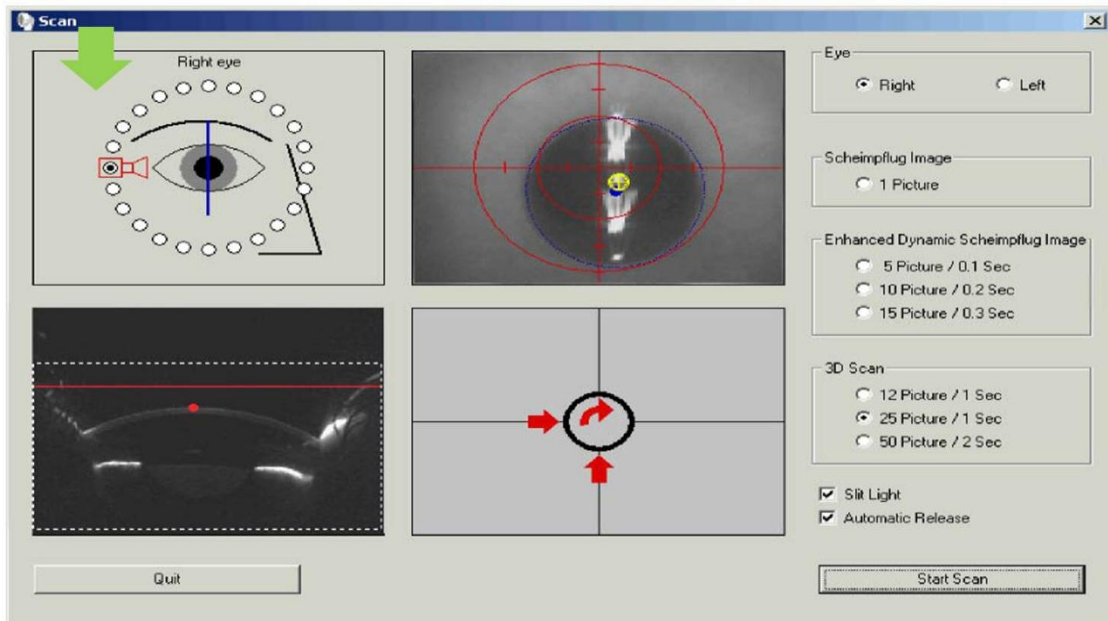 Scan
Right eye
Eye
Right
Left
Scheimpflug Image
1 Picture
Enhanced Dynamic Scheimpflug Image
5 Picture / 0.1 Sec
10 Picture / 0.2 Sec
15 Picture / 0.3 Sec
3D Scan
12 Picture / 1 Sec
25 Picture / 1 Sec
50 Picture / 2 Sec
Slit Light
Automatic Release
Quit
Start Scan